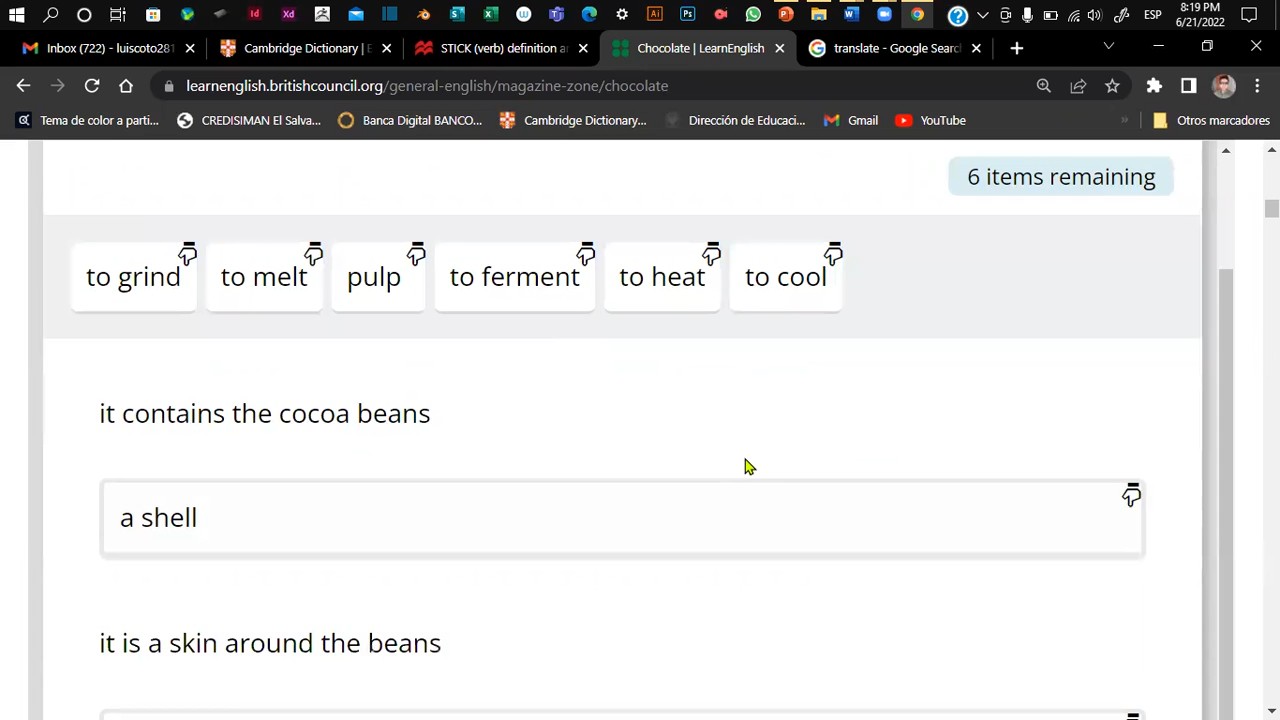 8:19 PM
ESP
6/21/2022
Inbox (722) - luiscoto281
Cambridge Dictionary | E
STICK (verb) definition ar
Chocolate | LearnEnglish
translate - Google Searc
learnenglish.britishcouncil.org/general-english/magazine-zone/chocolate
Tema de color a parti...
CREDISIMAN El Salva...
Banca Digital BANCO...
Cambridge Dictionary...
Dirección de Educaci...
Gmail
YouTube
Otros marcadores
6 items remaining
to grind
to melt
pulp
to ferment
to heat
to cool
it contains the cocoa beans
a shell
it is a skin around the beans